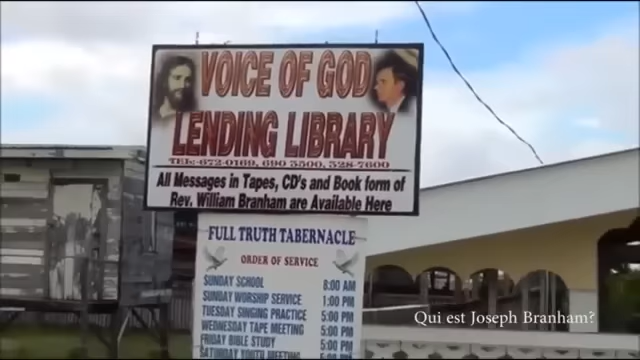 VOICE OF GOD
LENDING LIBRARY
TEL:-672-0169, 690 3500, 328-7600
All Messages in Tapes, CD's and Book form of
Rev. William Branham are Available Here
FULL TRUTH TABERNACLE
ORDER OF SERVICE
SUNDAY SCHOOL 8:00 AM
SUNDAY WORSHIP SERVICE 1:00 PM
TUESDAY SINGING PRACTICE 5:00 PM
WEDNESDAY TAPE MEETING 5:00 PM
FRIDAY BIBLE STUDY 5:00 PM
SATURDAY YOUTH MEETING
Qui est Joseph Branham?